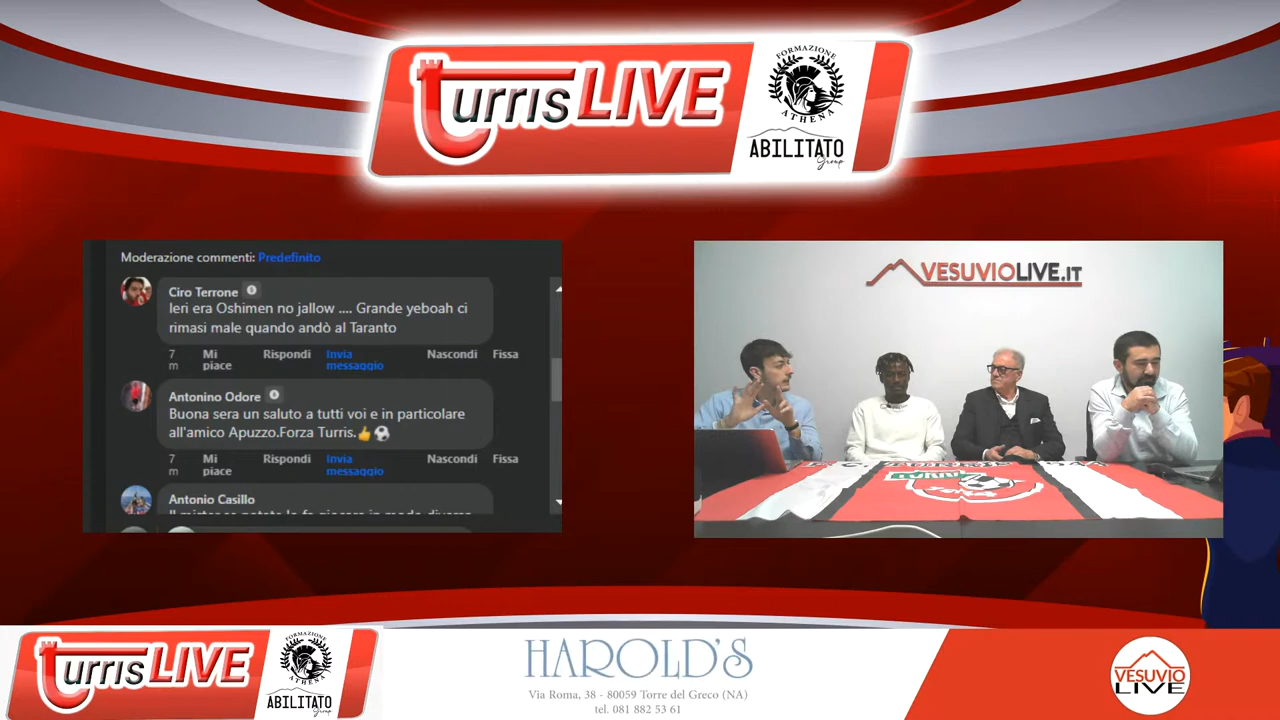 turrisLIVE
FORMAZIONE
ATHENA
ABILITATO
Group
Moderazione commenti: Predefinito
Ciro Terrone
Ieri era Oshimen no jallow .... Grande yeboah ci
rimasi male quando andò al Taranto
7 m Mi piace Rispondi Invia messaggio Nascondi Fissa
Antonino Odore
Buona sera un saluto a tutti voi e in particolare
all'amico Apuzzo.Forza Turris.👍⚽
7 m Mi piace Rispondi Invia messaggio Nascondi Fissa
Antonio Casillo
VESUVIOLIVE.IT
TURRIS
turrisLIVE
FORMAZIONE
ATHENA
ABILITATO
Group
HAROLD'S
Via Roma, 38 - 80059 Torre del Greco (NA)
tel. 081 882 53 61
VESUVIO
LIVE